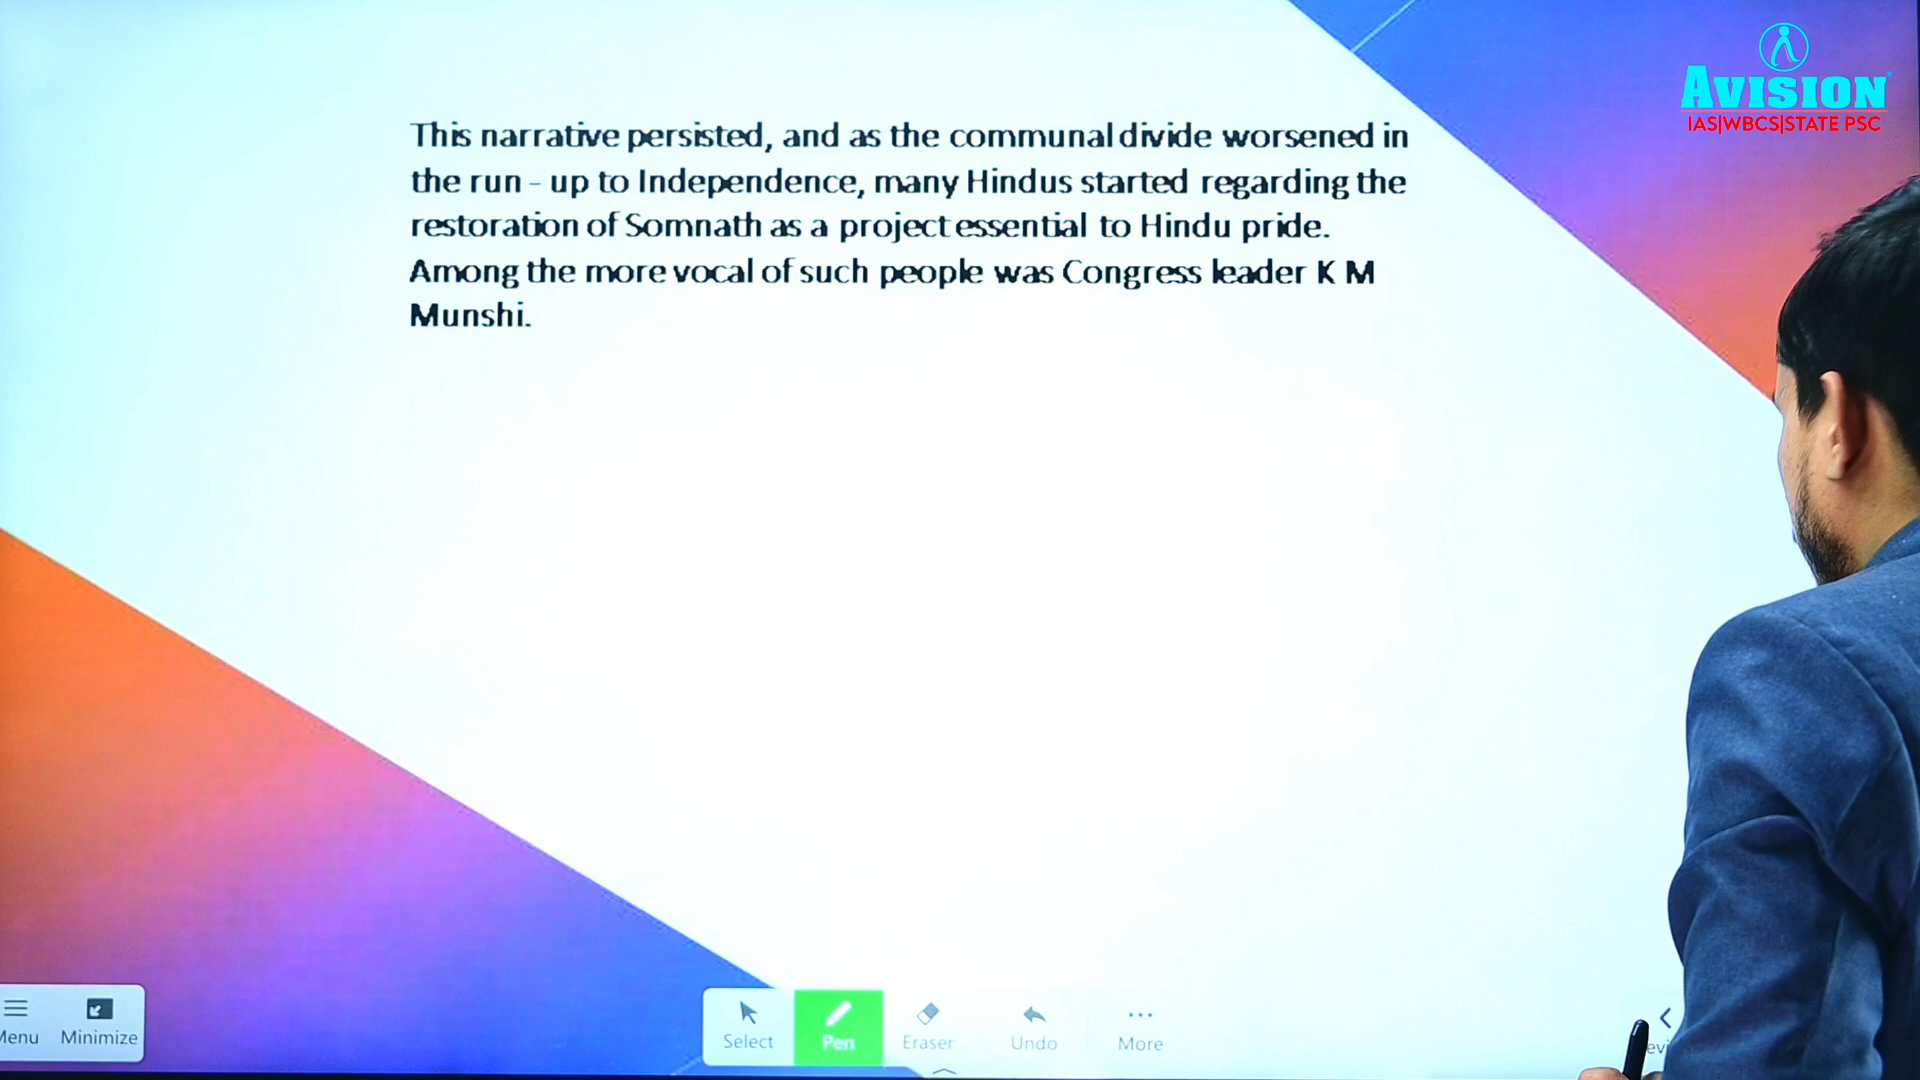 AVISION
IAS|WBCS|STATE PSC
This narrative persisted, and as the communal divide worsened in
the run - up to Independence, many Hindus started regarding the
restoration of Somnath as a project essential to Hindu pride.
Among the more vocal of such people was Congress leader K M
Munshi.
Menu
Minimize
Select
Pen
Eraser
Undo
More